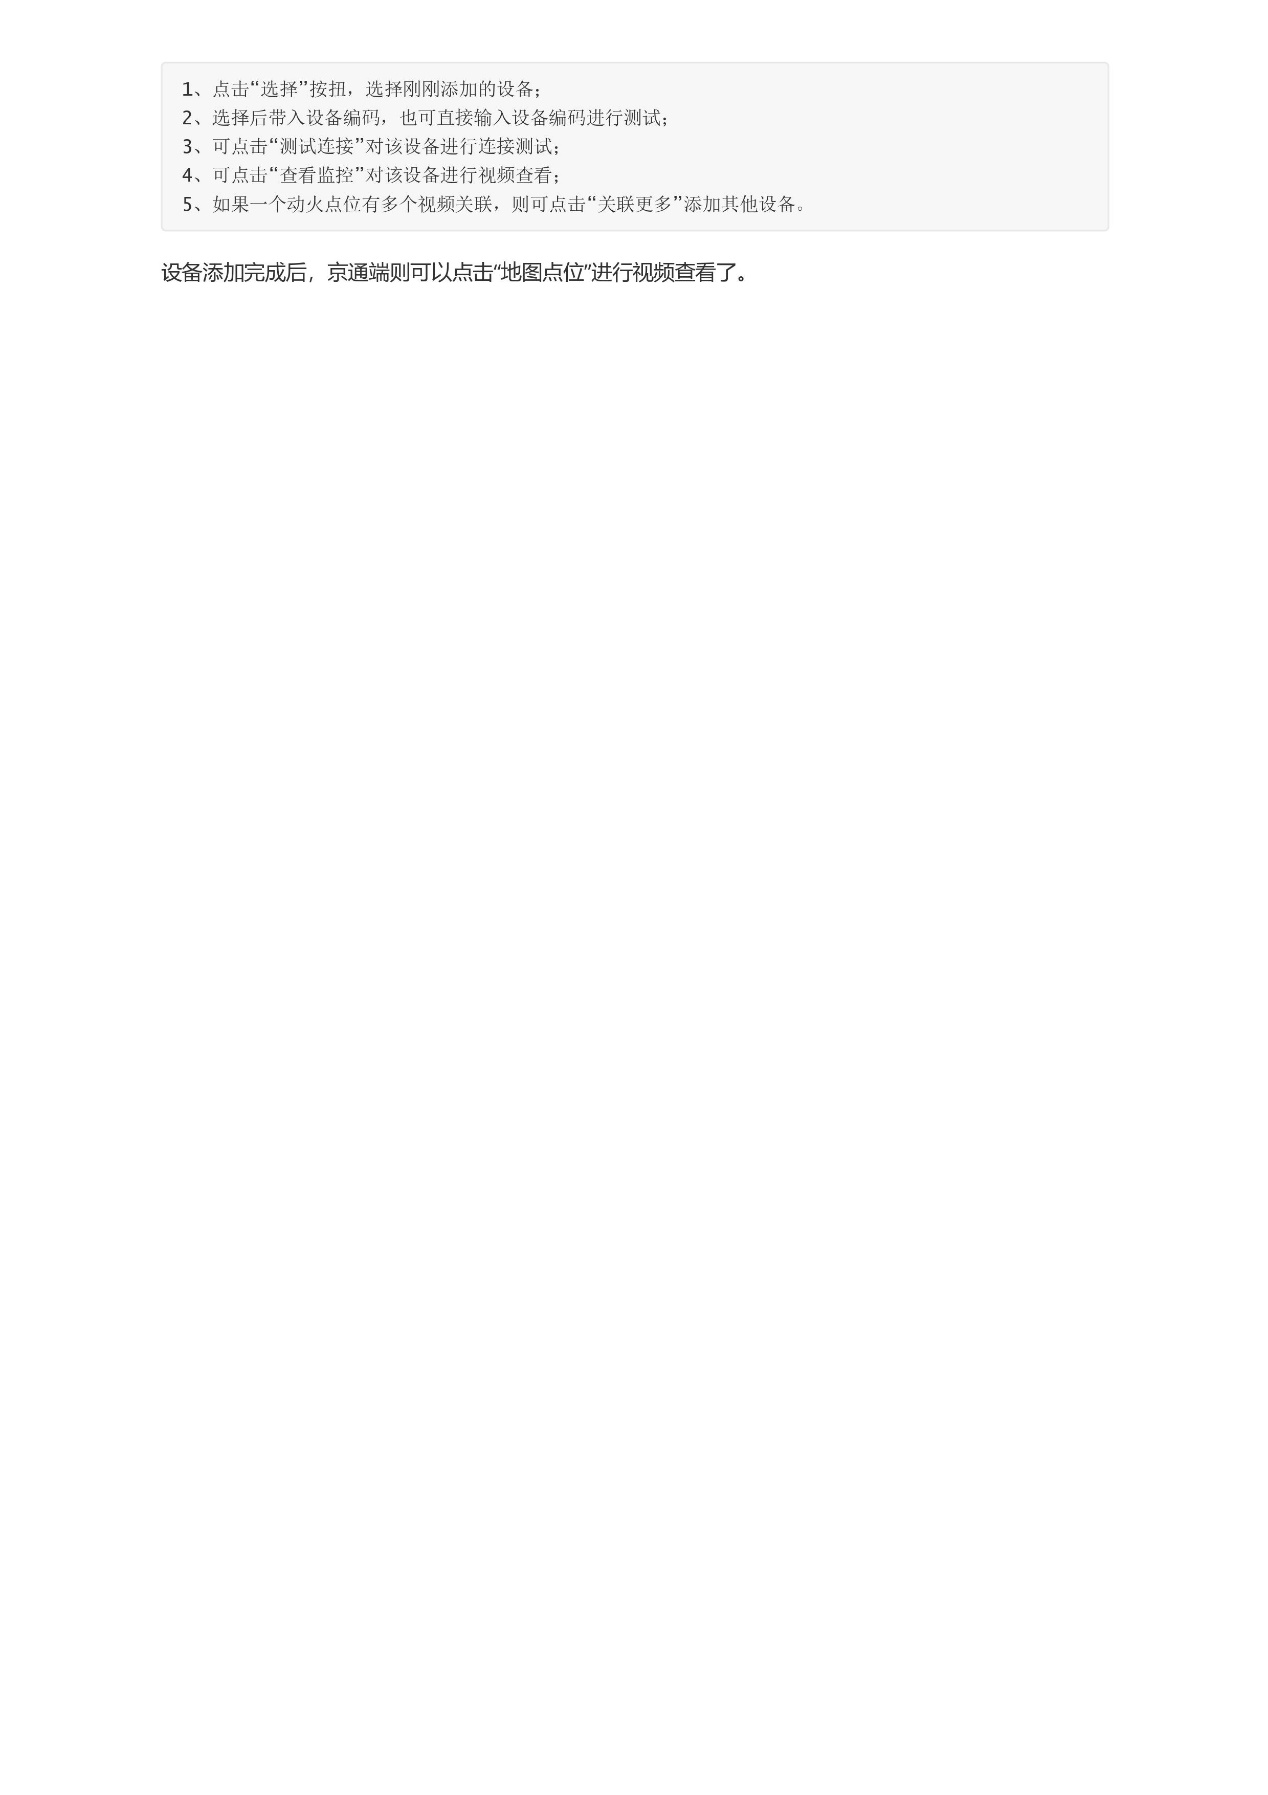 1、点击“选择”按扭，选择刚刚添加的设备；
2、选择后带入设备编码，也可直接输入设备编码进行测试；
3、可点击“测试连接”对该设备进行连接测试；
4、可点击“查看监控”对该设备进行视频查看；
5、如果一个动火点位有多个视频关联，则可点击“关联更多”添加其他设备。
设备添加完成后，京通端则可以点击“地图点位”进行视频查看了。